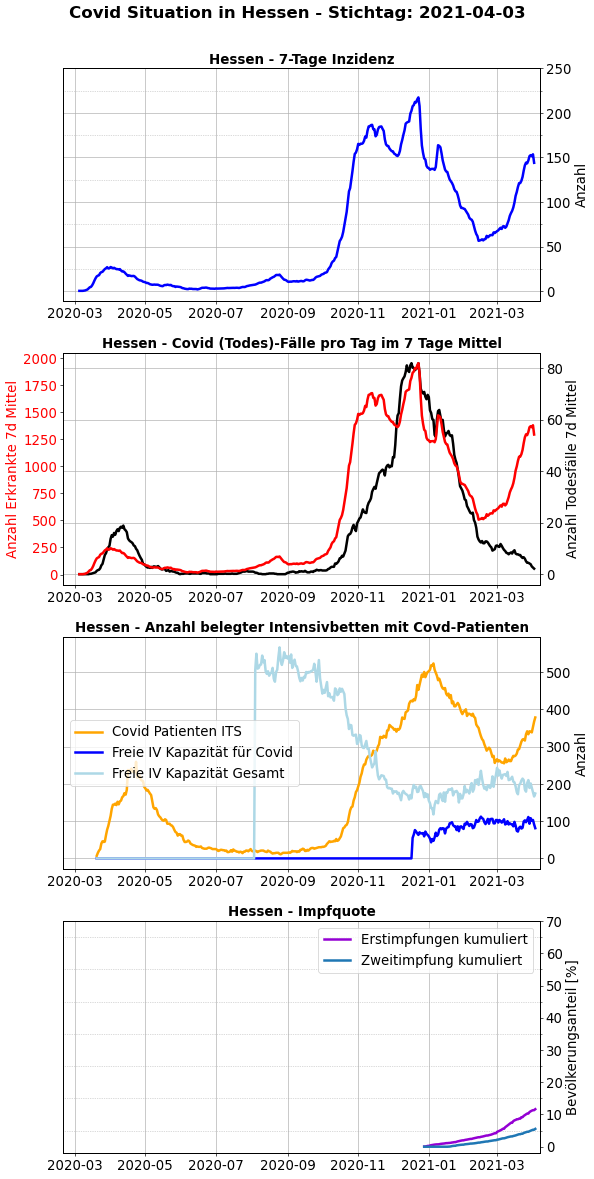 Covid Situation in Hessen - Stichtag: 2021-04-03
Hessen - 7-Tage Inzidenz
250
200
150
100
50
0
Anzahl
2020-03 2020-05 2020-07 2020-09 2020-11 2021-01 2021-03
Hessen - Covid (Todes)-Fälle pro Tag im 7 Tage Mittel
2000
1750
1500
1250
1000
750
500
250
0
Anzahl Erkrankte 7d Mittel
80
60
40
20
0
Anzahl Todesfälle 7d Mittel
2020-03 2020-05 2020-07 2020-09 2020-11 2021-01 2021-03
Hessen - Anzahl belegter Intensivbetten mit Covd-Patienten
Covid Patienten ITS
Freie IV Kapazität für Covid
Freie IV Kapazität Gesamt
500
400
300
200
100
0
Anzahl
2020-03 2020-05 2020-07 2020-09 2020-11 2021-01 2021-03
Hessen - Impfquote
Erstimpfungen kumuliert
Zweitimpfung kumuliert
70
60
50
40
30
20
10
0
Bevölkerungsanteil [%]
2020-03 2020-05 2020-07 2020-09 2020-11 2021-01 2021-03